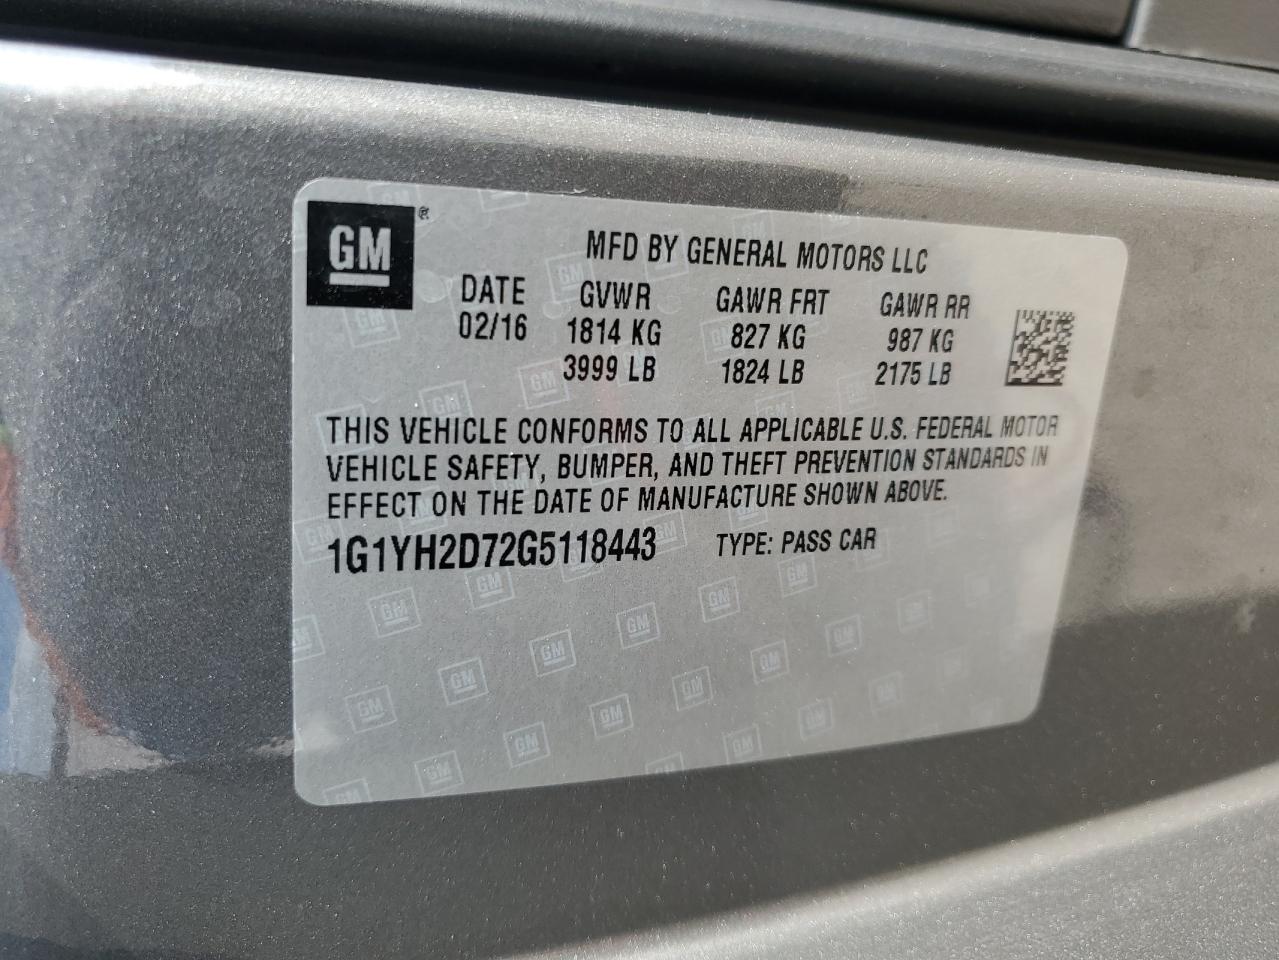 GM®
MFD BY GENERAL MOTORS LLC
DATE GVWR GAWR FRT GAWR RR
02/16 1814 KG 827 KG 987 KG
3999 LB 1824 LB 2175 LB
THIS VEHICLE CONFORMS TO ALL APPLICABLE U.S. FEDERAL MOTOR
VEHICLE SAFETY, BUMPER, AND THEFT PREVENTION STANDARDS IN
EFFECT ON THE DATE OF MANUFACTURE SHOWN ABOVE.
1G1YH2D72G5118443 TYPE: PASS CAR